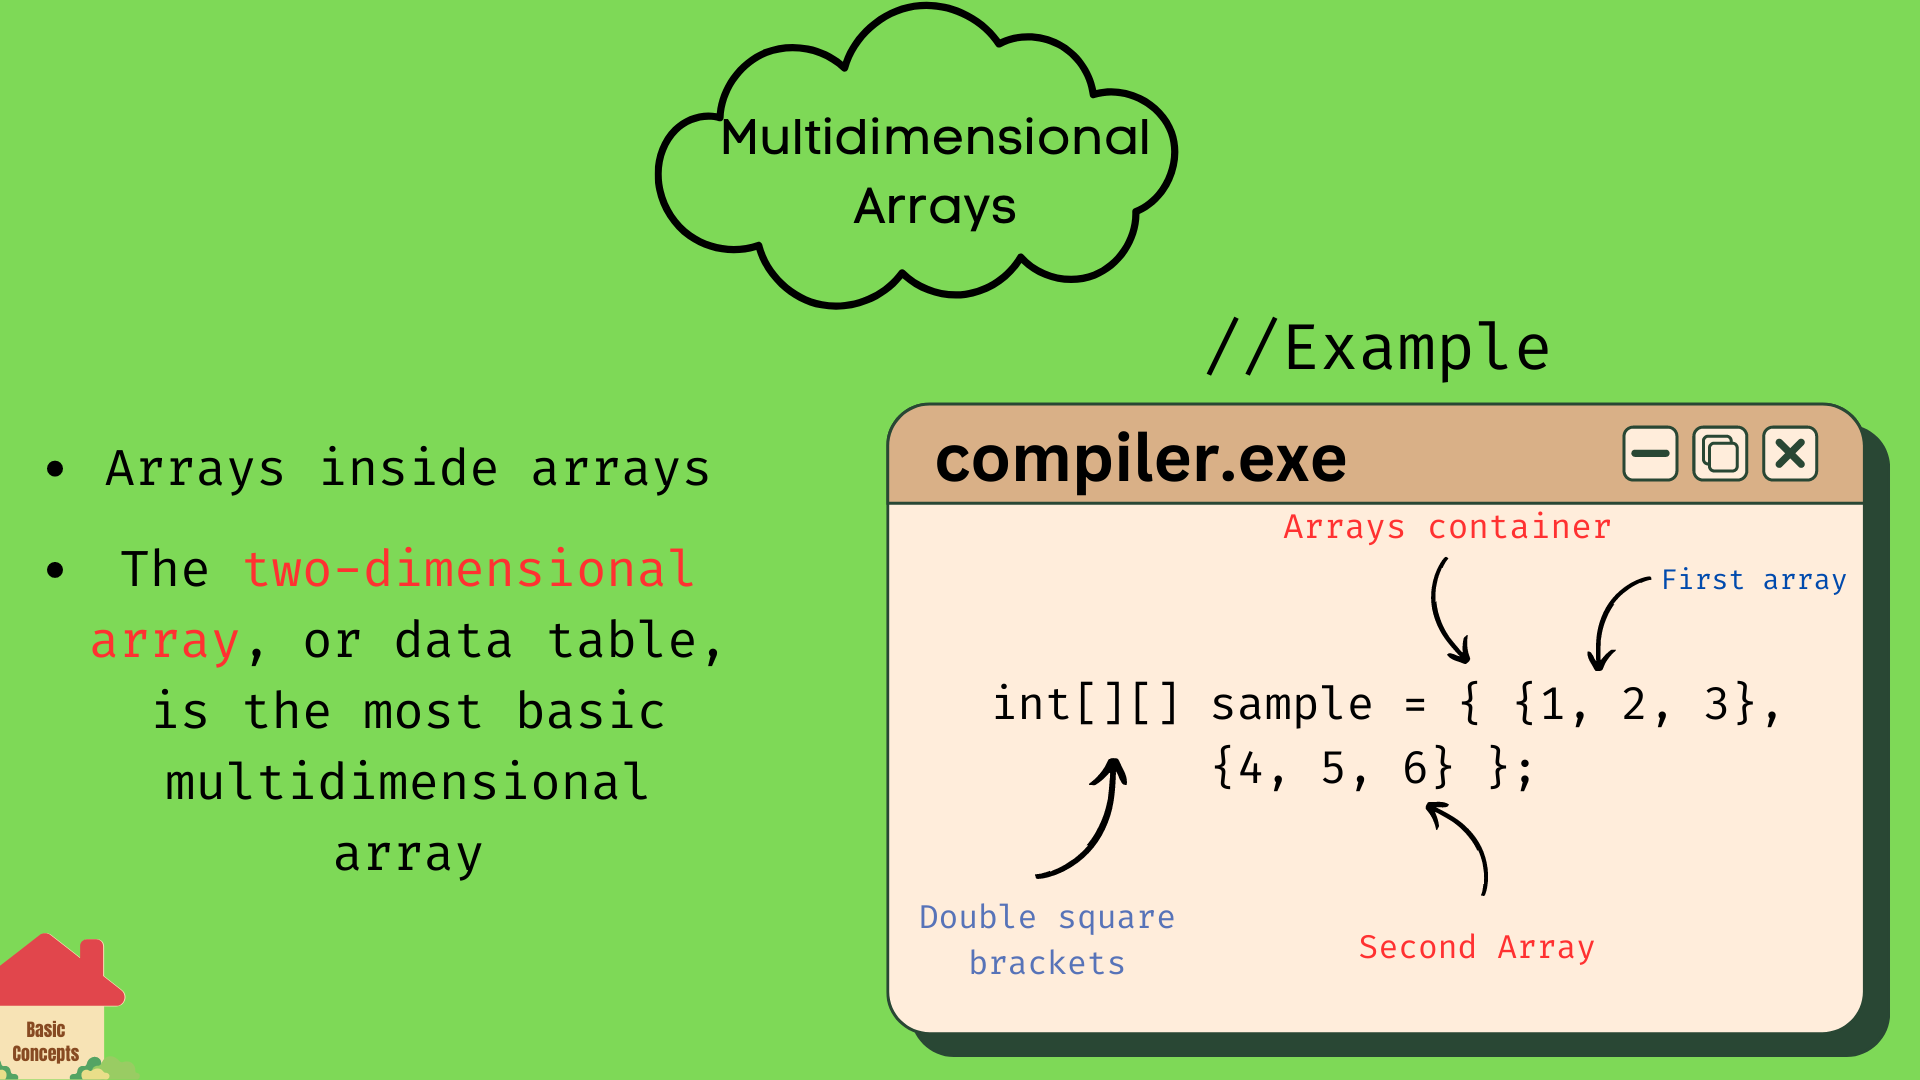 Multidimensional
Arrays
• Arrays inside arrays
• The two-dimensional
array, or data table,
is the most basic
multidimensional
array
//Example
compiler.exe
Arrays container
First array
int[][] sample = { {1, 2, 3},
{4, 5, 6} };
Double square
brackets
Second Array
Basic
Concepts